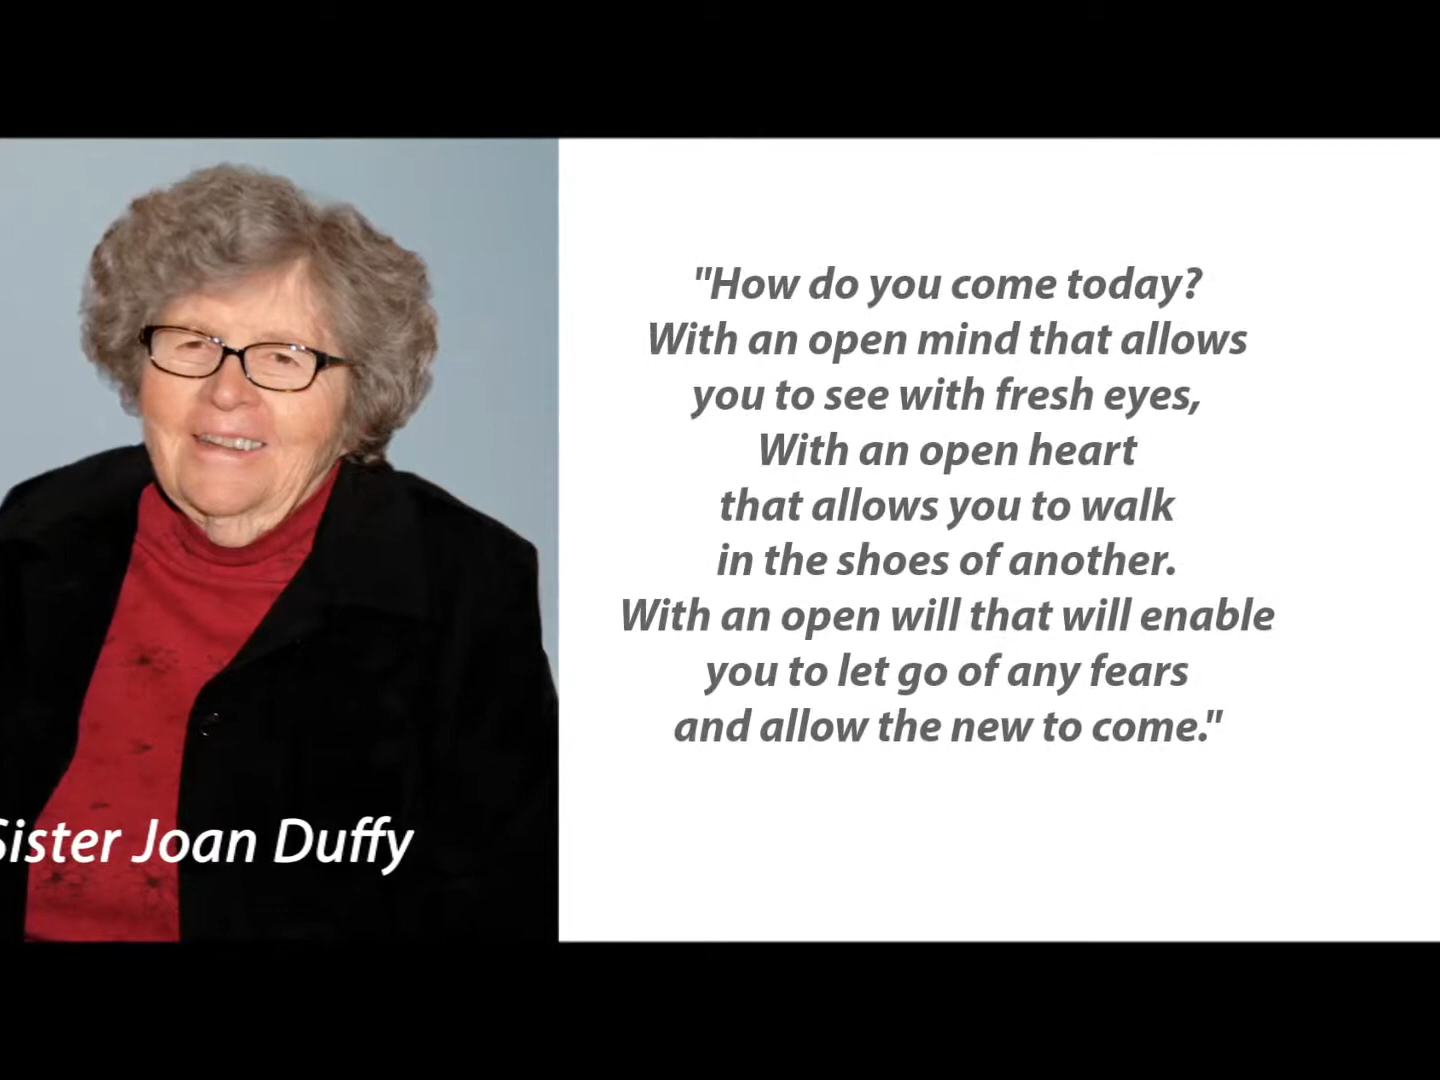 "How do you come today?
With an open mind that allows
you to see with fresh eyes,
With an open heart
that allows you to walk
in the shoes of another.
With an open will that will enable
you to let go of any fears
and allow the new to come."
Sister Joan Duffy